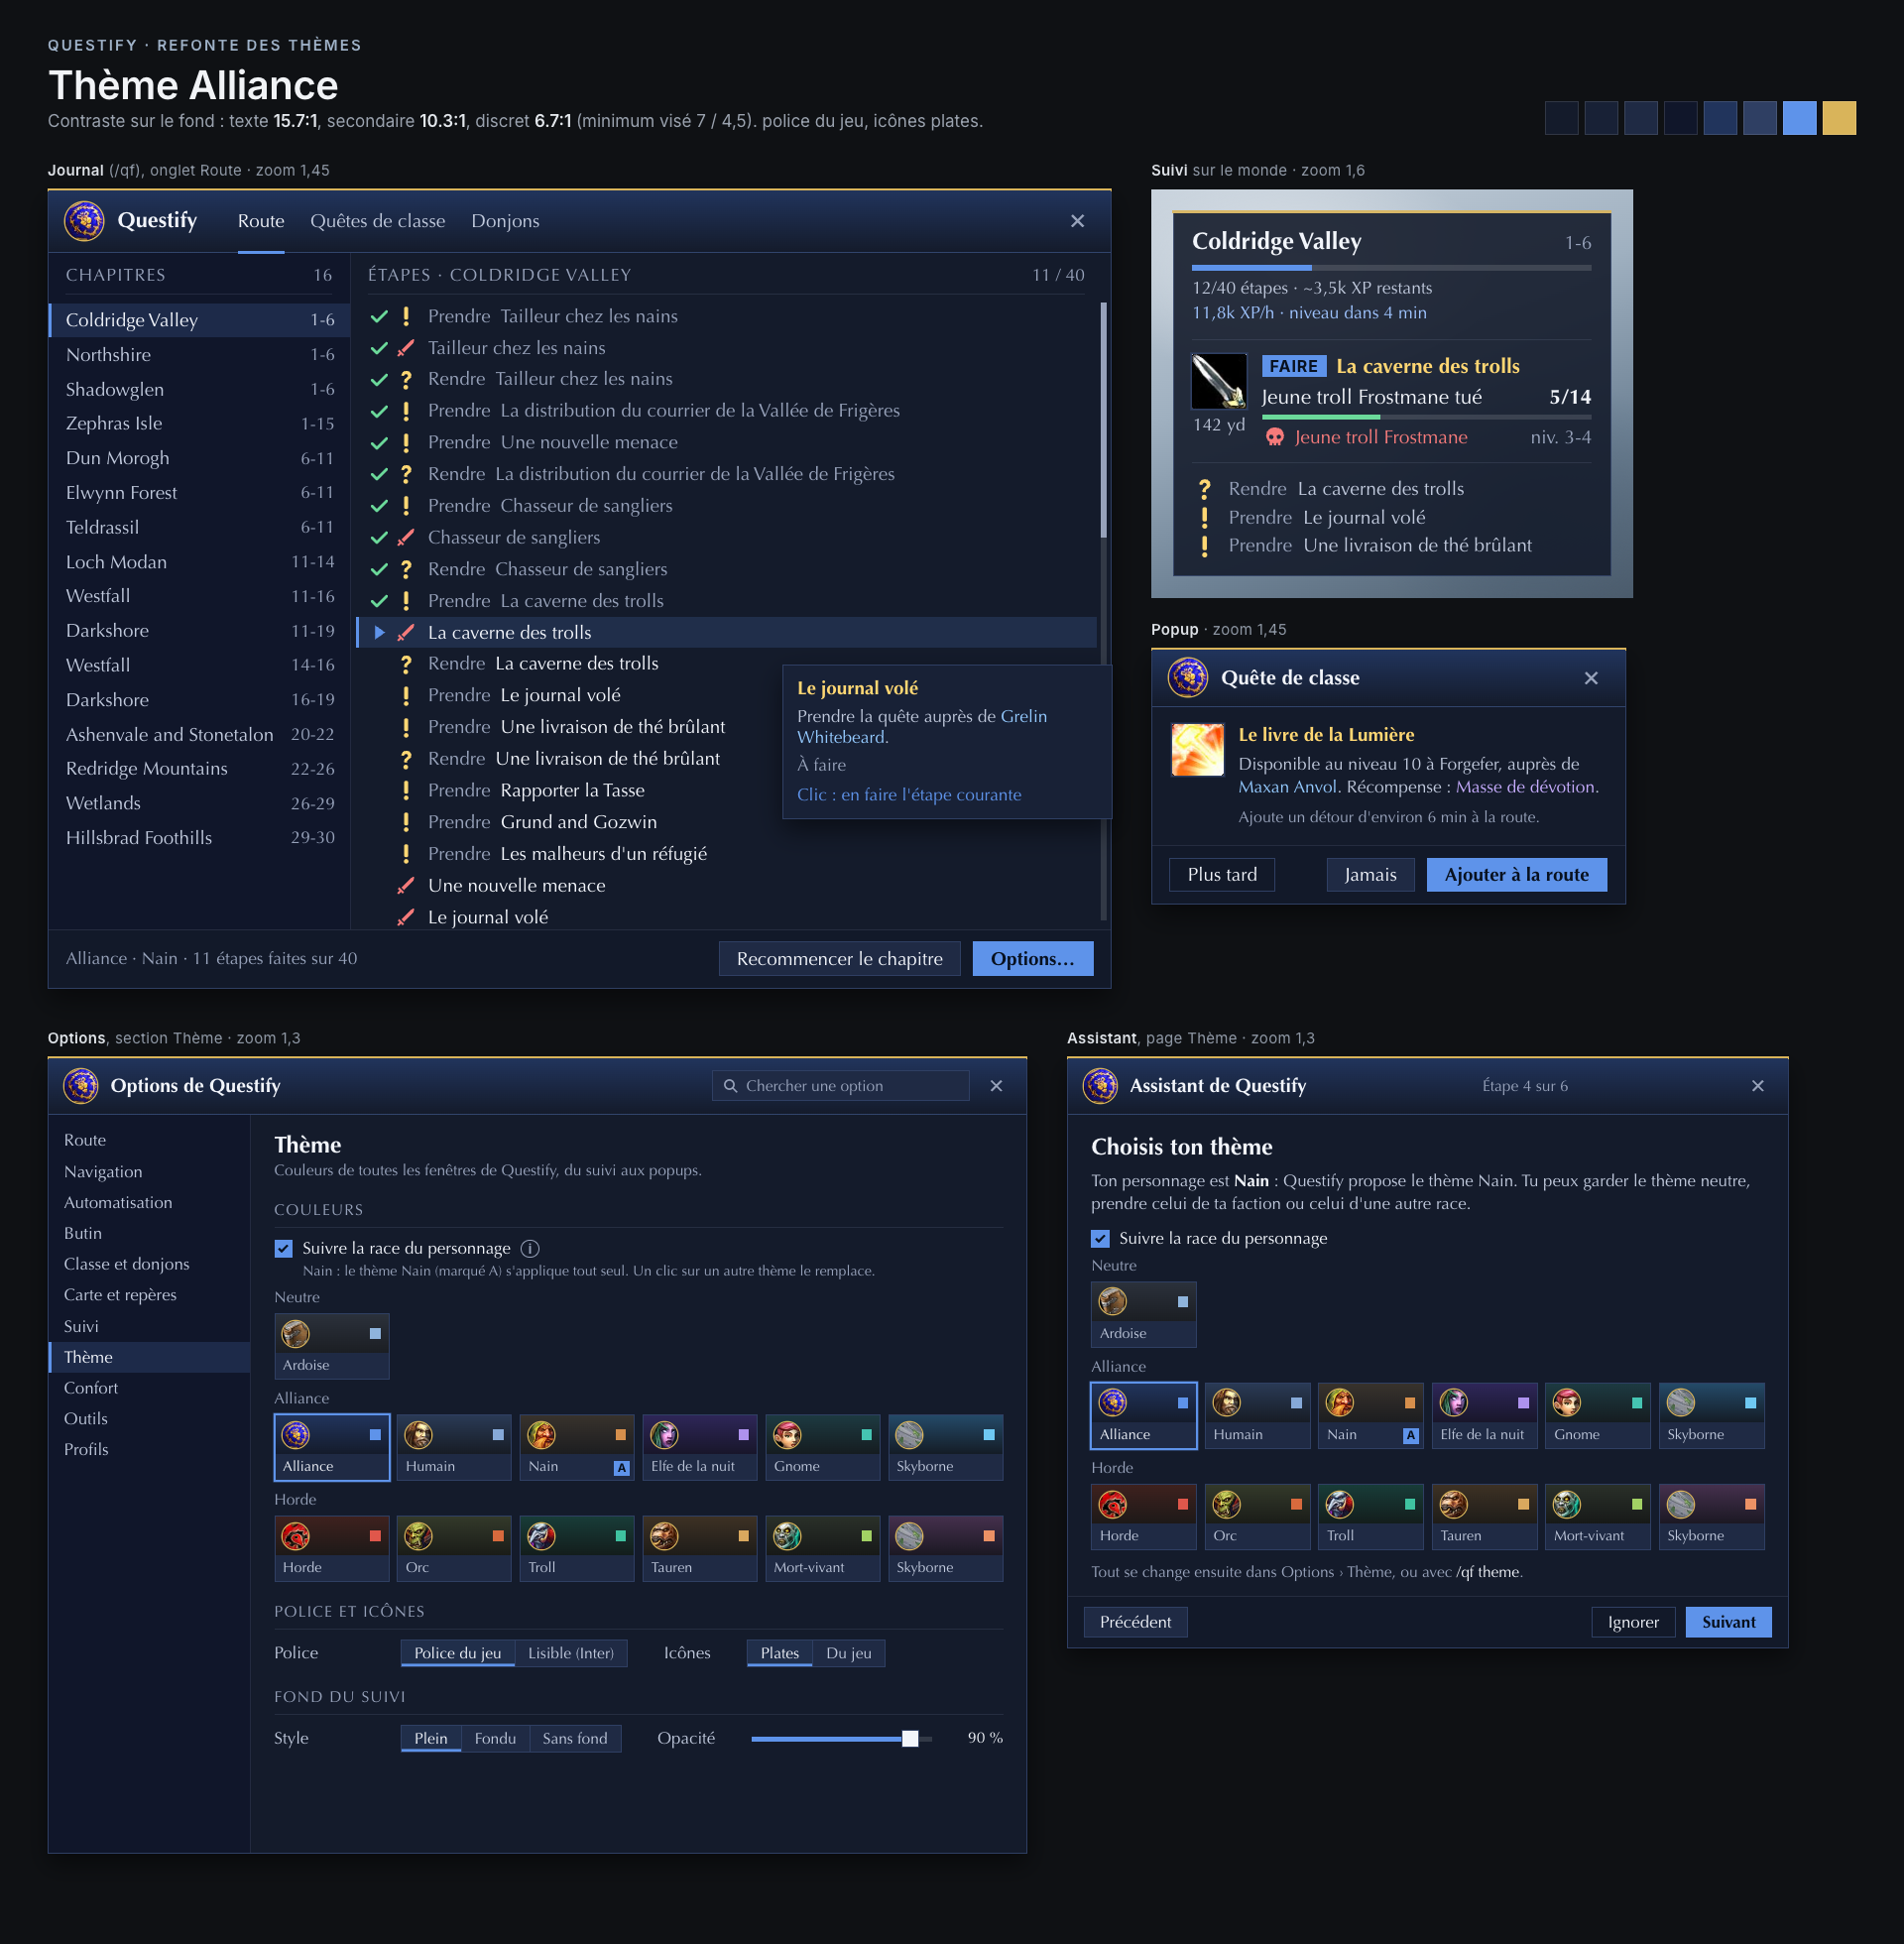 QUESTIFY · REFONTE DES THÈMES
Thème Alliance
Contraste sur le fond : texte 15.7:1, secondaire 10.3:1, discret 6.7:1 (minimum visé 7 / 4,5). police du jeu, icônes plates.
Journal (/qf), onglet Route · zoom 1,45
Questify
Route
Quêtes de classe
Donjons
CHAPITRES 16
Coldridge Valley 1-6
Northshire 1-6
Shadowglen 1-6
Zephras Isle 1-15
Dun Morogh 6-11
Elwynn Forest 6-11
Teldrassil 6-11
Loch Modan 11-14
Westfall 11-16
Darkshore 11-19
Westfall 14-16
Darkshore 16-19
Ashenvale and Stonetalon 20-22
Redridge Mountains 22-26
Wetlands 26-29
Hillsbrad Foothills 29-30
ÉTAPES · COLDRIDGE VALLEY 11 / 40
Prendre Tailleur chez les nains
Tailleur chez les nains
Rendre Tailleur chez les nains
Prendre La distribution du courrier de la Vallée de Frigères
Prendre Une nouvelle menace
Rendre La distribution du courrier de la Vallée de Frigères
Prendre Chasseur de sangliers
Chasseur de sangliers
Rendre Chasseur de sangliers
Prendre La caverne des trolls
La caverne des trolls
Rendre La caverne des trolls
Prendre Le journal volé
Prendre Une livraison de thé brûlant
Rendre Une livraison de thé brûlant
Prendre Rapporter la Tasse
Prendre Grund and Gozwin
Prendre Les malheurs d'un réfugié
Une nouvelle menace
Le journal volé
Le journal volé
Prendre la quête auprès de Grelin
Whitebeard.
À faire
Clic : en faire l'étape courante
Alliance · Nain · 11 étapes faites sur 40
Recommencer le chapitre
Options...
Suivi sur le monde · zoom 1,6
Coldridge Valley 1-6
12/40 étapes · ~3,5k XP restants
11,8k XP/h · niveau dans 4 min
FAIRE La caverne des trolls
Jeune troll Frostmane tué 5/14
142 yd
Jeune troll Frostmane niv. 3-4
Rendre La caverne des trolls
Prendre Le journal volé
Prendre Une livraison de thé brûlant
Popup · zoom 1,45
Quête de classe
Le livre de la Lumière
Disponible au niveau 10 à Forgefer, auprès de
Maxan Anvol. Récompense : Masse de dévotion.
Ajoute un détour d'environ 6 min à la route.
Plus tard
Jamais
Ajouter à la route
Options, section Thème · zoom 1,3
Options de Questify
Chercher une option
Route
Navigation
Automatisation
Butin
Classe et donjons
Carte et repères
Suivi
Thème
Confort
Outils
Profils
Thème
Couleurs de toutes les fenêtres de Questify, du suivi aux popups.
COULEURS
Suivre la race du personnage
Nain : le thème Nain (marqué A) s'applique tout seul. Un clic sur un autre thème le remplace.
Neutre
Ardoise
Alliance
Alliance
Humain
Nain A
Elfe de la nuit
Gnome
Skyborne
Horde
Horde
Orc
Troll
Tauren
Mort-vivant
Skyborne
POLICE ET ICÔNES
Police
Police du jeu
Lisible (Inter)
Icônes
Plates
Du jeu
FOND DU SUIVI
Style
Plein
Fondu
Sans fond
Opacité
90 %
Assistant, page Thème · zoom 1,3
Assistant de Questify
Étape 4 sur 6
Choisis ton thème
Ton personnage est Nain : Questify propose le thème Nain. Tu peux garder le thème neutre,
prendre celui de ta faction ou celui d'une autre race.
Suivre la race du personnage
Neutre
Ardoise
Alliance
Alliance
Humain
Nain A
Elfe de la nuit
Gnome
Skyborne
Horde
Horde
Orc
Troll
Tauren
Mort-vivant
Skyborne
Tout se change ensuite dans Options › Thème, ou avec /qf theme.
Précédent
Ignorer
Suivant